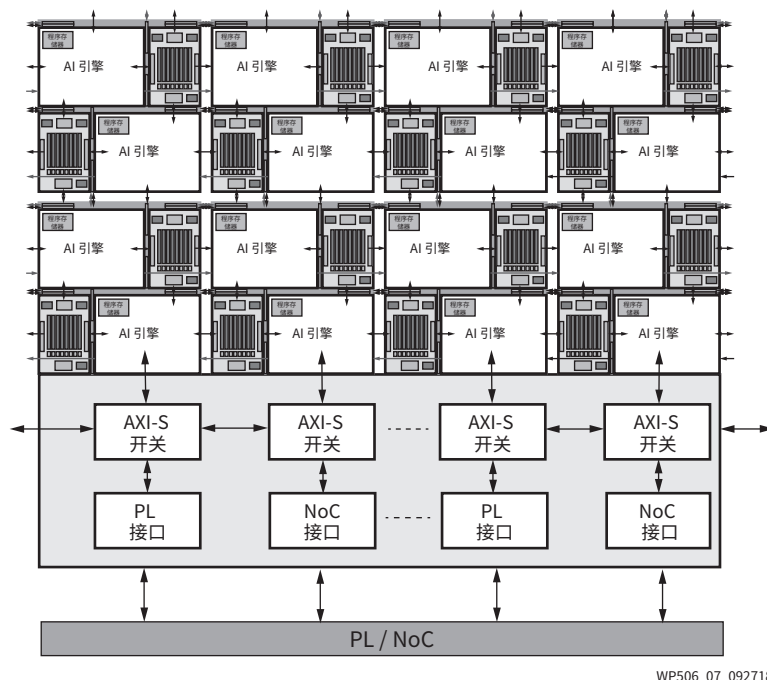 程序存
储器
程序存
储器
程序存
储器
程序存
储器
AI 引擎
AI 引擎
AI 引擎
AI 引擎
程序存
储器
程序存
储器
程序存
储器
程序存
储器
AI 引擎
AI 引擎
AI 引擎
AI 引擎
程序存
储器
程序存
储器
程序存
储器
程序存
储器
AI 引擎
AI 引擎
AI 引擎
AI 引擎
程序存
储器
程序存
储器
程序存
储器
程序存
储器
AI 引擎
AI 引擎
AI 引擎
AI 引擎
AXI-S
开关
AXI-S
开关
AXI-S
开关
AXI-S
开关
PL
接口
NoC
接口
PL
接口
NoC
接口
PL / NoC
WP506_07_092718